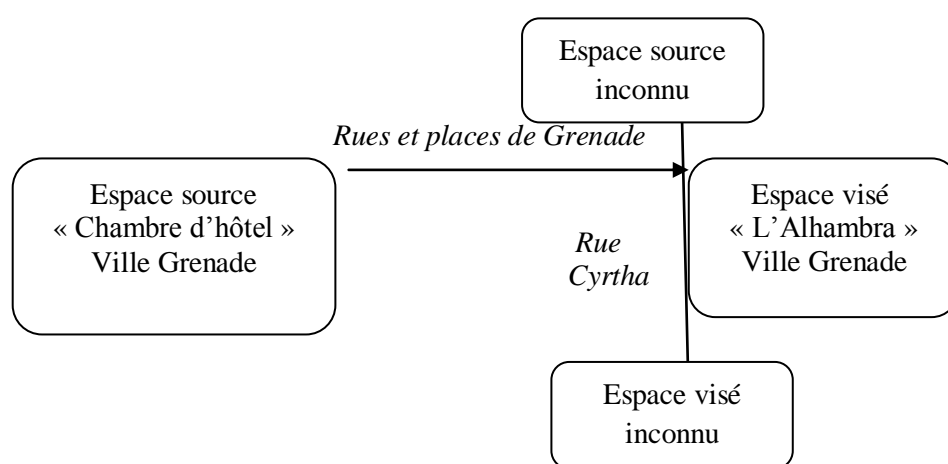 Espace source
inconnu
Rues et places de Grenade
Espace source
« Chambre d’hôtel »
Ville Grenade
Espace visé
« L’Alhambra »
Ville Grenade
Rue
Cyrtha
Espace visé
inconnu